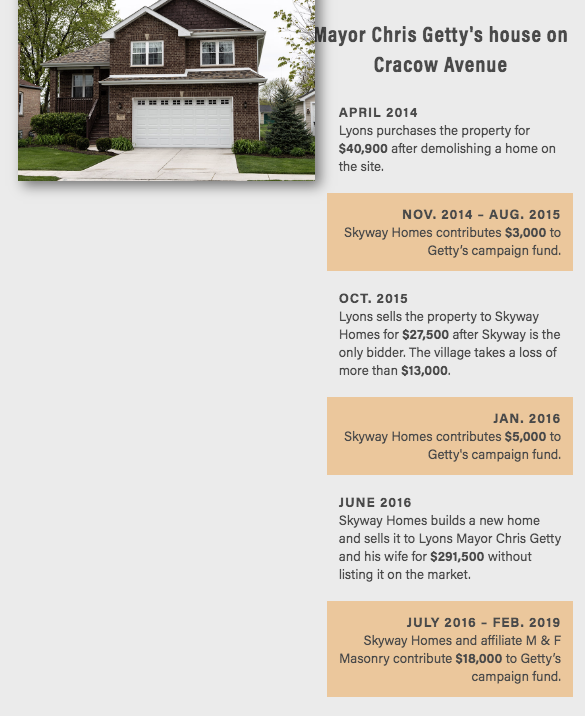 Mayor Chris Getty's house on
Cracow Avenue
APRIL 2014
Lyons purchases the property for
$40,900 after demolishing a home on
the site.
NOV. 2014 – AUG. 2015
Skyway Homes contributes $3,000 to
Getty’s campaign fund.
OCT. 2015
Lyons sells the property to Skyway
Homes for $27,500 after Skyway is the
only bidder. The village takes a loss of
more than $13,000.
JAN. 2016
Skyway Homes contributes $5,000 to
Getty's campaign fund.
JUNE 2016
Skyway Homes builds a new home
and sells it to Lyons Mayor Chris Getty
and his wife for $291,500 without
listing it on the market.
JULY 2016 – FEB. 2019
Skyway Homes and affiliate M & F
Masonry contribute $18,000 to Getty’s
campaign fund.